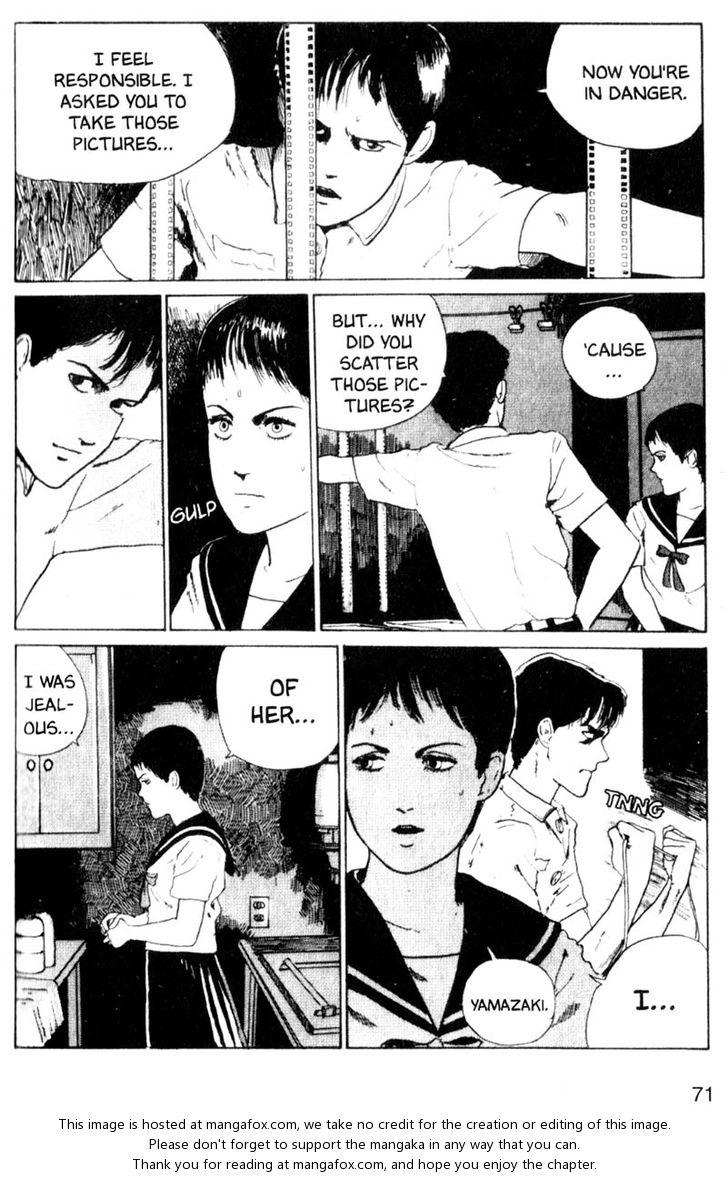 I FEEL
RESPONSIBLE. I
ASKED YOU TO
TAKE THOSE
PICTURES...
NOW YOU'RE
IN DANGER.
GULP
BUT... WHY
DID YOU
SCATTER
THOSE PIC-
TURES?
'CAUSE
...
I WAS
JEAL-
OUS...
OF
HER...
TNNG
YAMAZAKI.
I...
71
This image is hosted at mangafox.com, we take no credit for the creation or editing of this image.
Please don't forget to support the mangaka in any way that you can.
Thank you for reading at mangafox.com, and hope you enjoy the chapter.